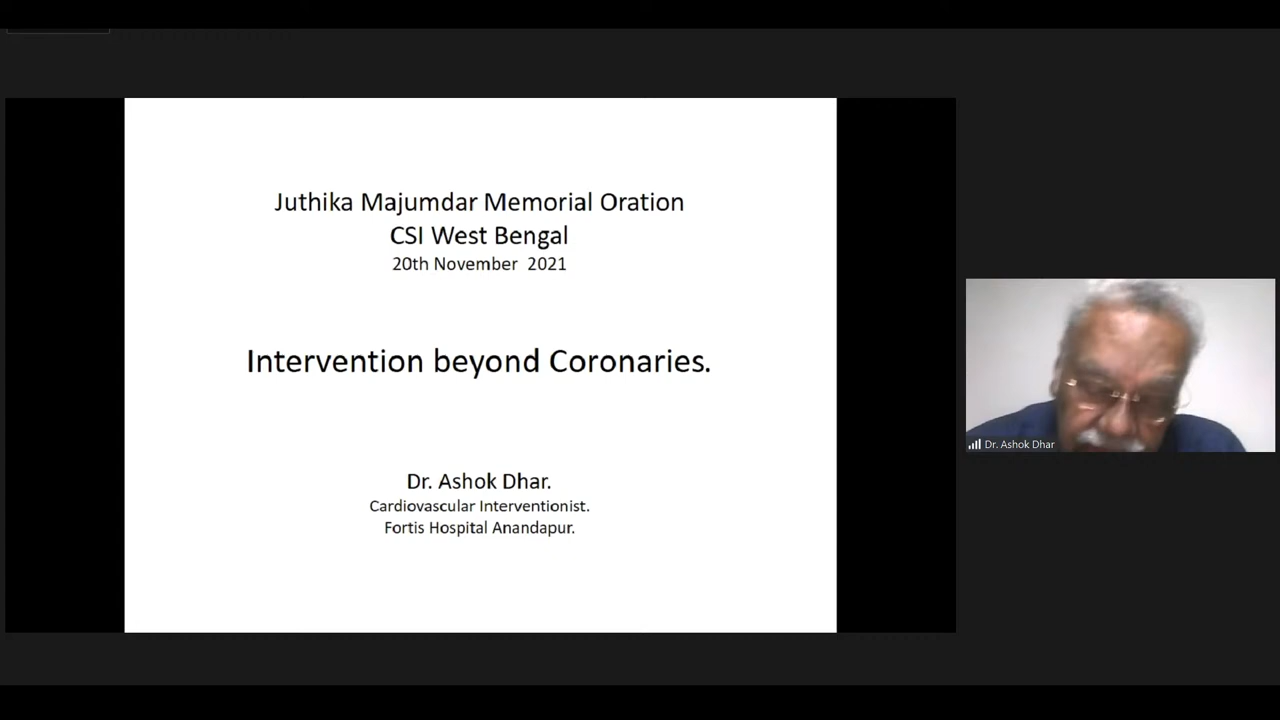 Juthika Majumdar Memorial Oration
CSI West Bengal
20th November 2021
Intervention beyond Coronaries.
Dr. Ashok Dhar.
Cardiovascular Interventionist.
Fortis Hospital Anandapur.
Dr. Ashok Dhar